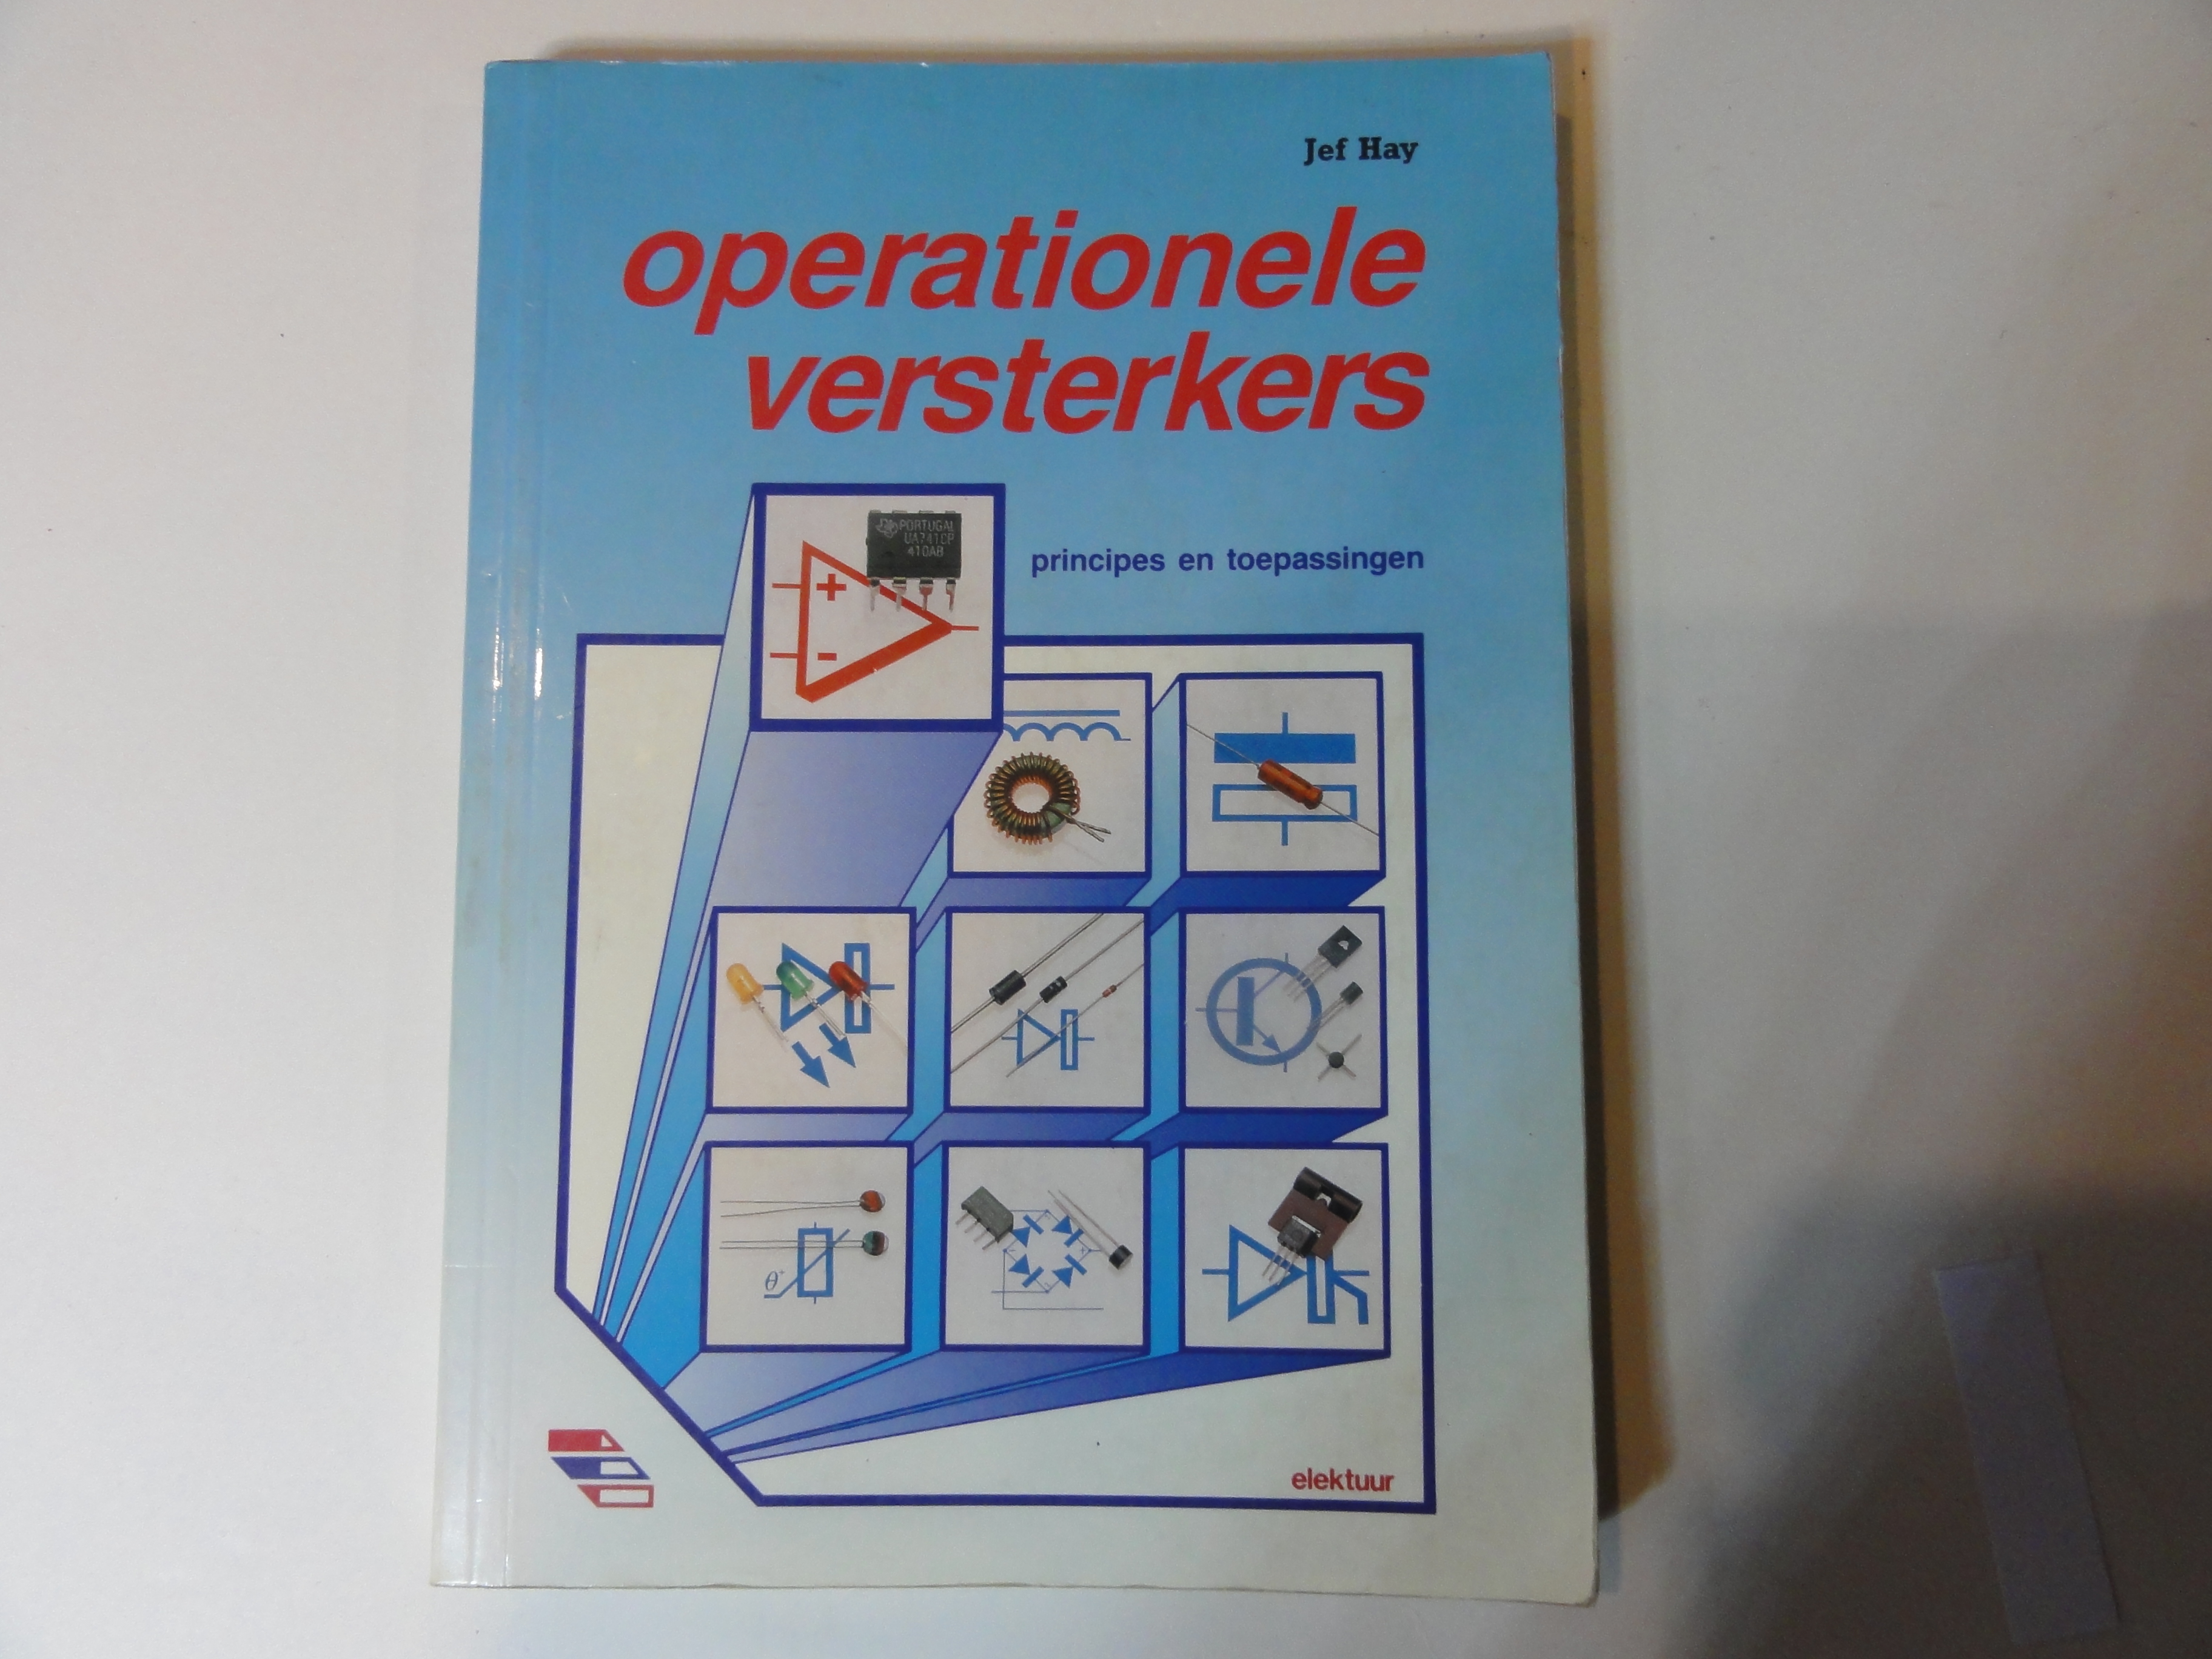 Jef Hay
operationele
versterkers
PORTUGAL
UA741CP
410AB
+
-
principes en toepassingen
θ+
elektuur